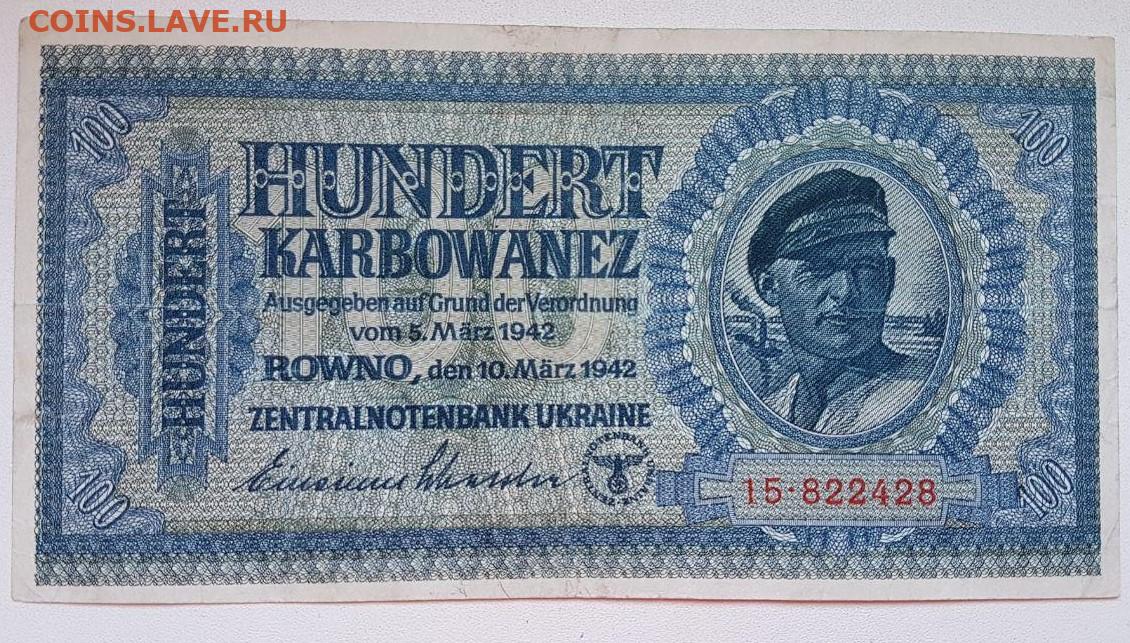 COINS.LAVE.RU
100
100
HUNDERT
HUNDERT
KARBOWANEZ
Ausgegeben auf Grund der Verordnung
vom 5. März 1942
ROWNO, den 10. März 1942
ZENTRALNOTENBANK UKRAINE
15·822428
100
100